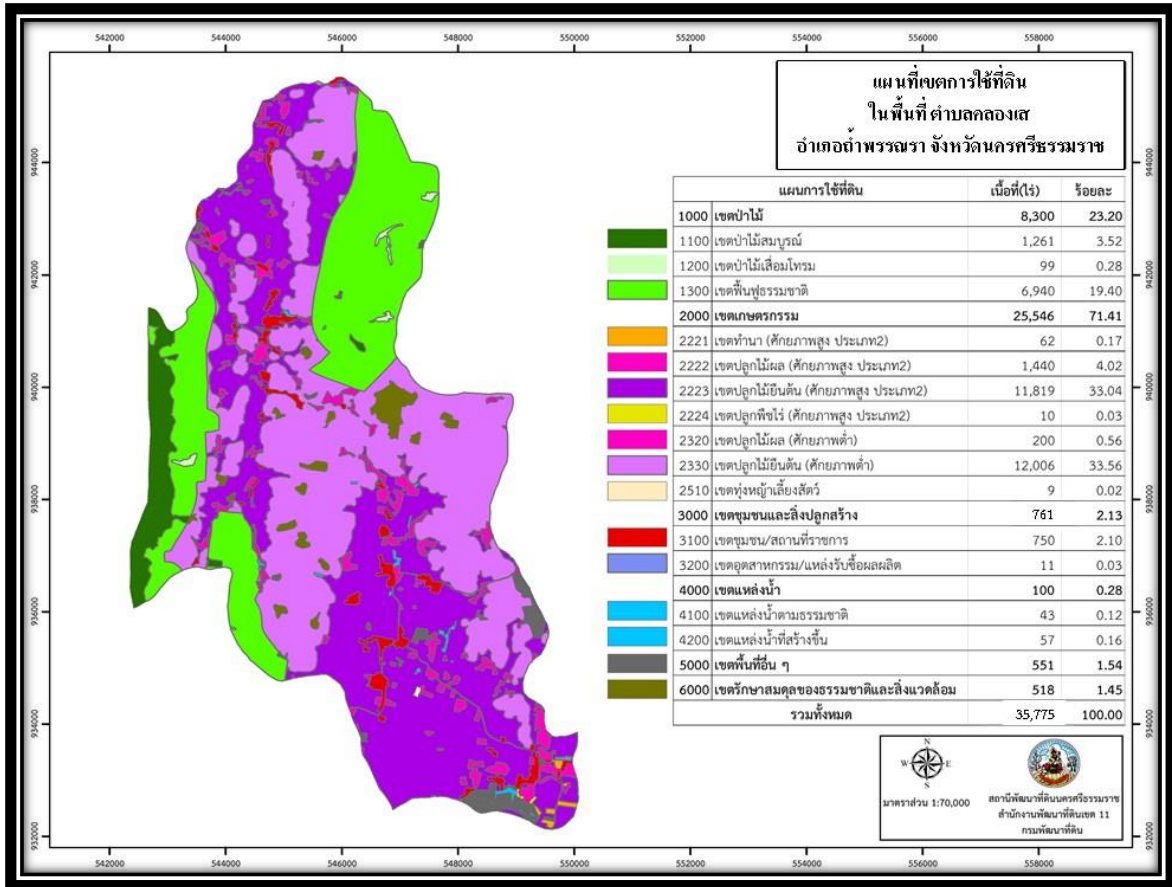 542000 544000 546000 548000 550000 552000 554000 556000 558000
แผนที่เขตการใช้ที่ดิน
ในพื้นที่ ตำบลคลองเส
อำเภอถ้ำพรรณรา จังหวัดนครศรีธรรมราช
944000 944000
942000 942000
940000 940000
938000 938000
936000 936000
934000 934000
932000 932000
แผนการใช้ที่ดิน เนื้อที่(ไร่) ร้อยละ
1000 เขตป่าไม้ 8,300 23.20
1100 เขตป่าไม้สมบูรณ์ 1,261 3.52
1200 เขตป่าไม้เสื่อมโทรม 99 0.28
1300 เขตฟื้นฟูธรรมชาติ 6,940 19.40
2000 เขตเกษตรกรรม 25,546 71.41
2221 เขตทำนา (ศักยภาพสูง ประเภท2) 62 0.17
2222 เขตปลูกไม้ผล (ศักยภาพสูง ประเภท2) 1,440 4.02
2223 เขตปลูกไม้ยืนต้น (ศักยภาพสูง ประเภท2) 11,819 33.04
2224 เขตปลูกพืชไร่ (ศักยภาพสูง ประเภท2) 10 0.03
2320 เขตปลูกไม้ผล (ศักยภาพต่ำ) 200 0.56
2330 เขตปลูกไม้ยืนต้น (ศักยภาพต่ำ) 12,006 33.56
2510 เขตทุ่งหญ้าเลี้ยงสัตว์ 9 0.02
3000 เขตชุมชนและสิ่งปลูกสร้าง 761 2.13
3100 เขตชุมชน/สถานที่ราชการ 750 2.10
3200 เขตอุตสาหกรรม/แหล่งรับซื้อผลผลิต 11 0.03
4000 เขตแหล่งน้ำ 100 0.28
4100 เขตแหล่งน้ำตามธรรมชาติ 43 0.12
4200 เขตแหล่งน้ำที่สร้างขึ้น 57 0.16
5000 เขตพื้นที่อื่น ๆ 551 1.54
6000 เขตรักษาสมดุลของธรรมชาติและสิ่งแวดล้อม 518 1.45
รวมทั้งหมด 35,775 100.00
N
W E
S
มาตราส่วน 1:70,000
สถานีพัฒนาที่ดินนครศรีธรรมราช
สำนักงานพัฒนาที่ดินเขต 11
กรมพัฒนาที่ดิน
542000 544000 546000 548000 550000 552000 554000 556000 558000